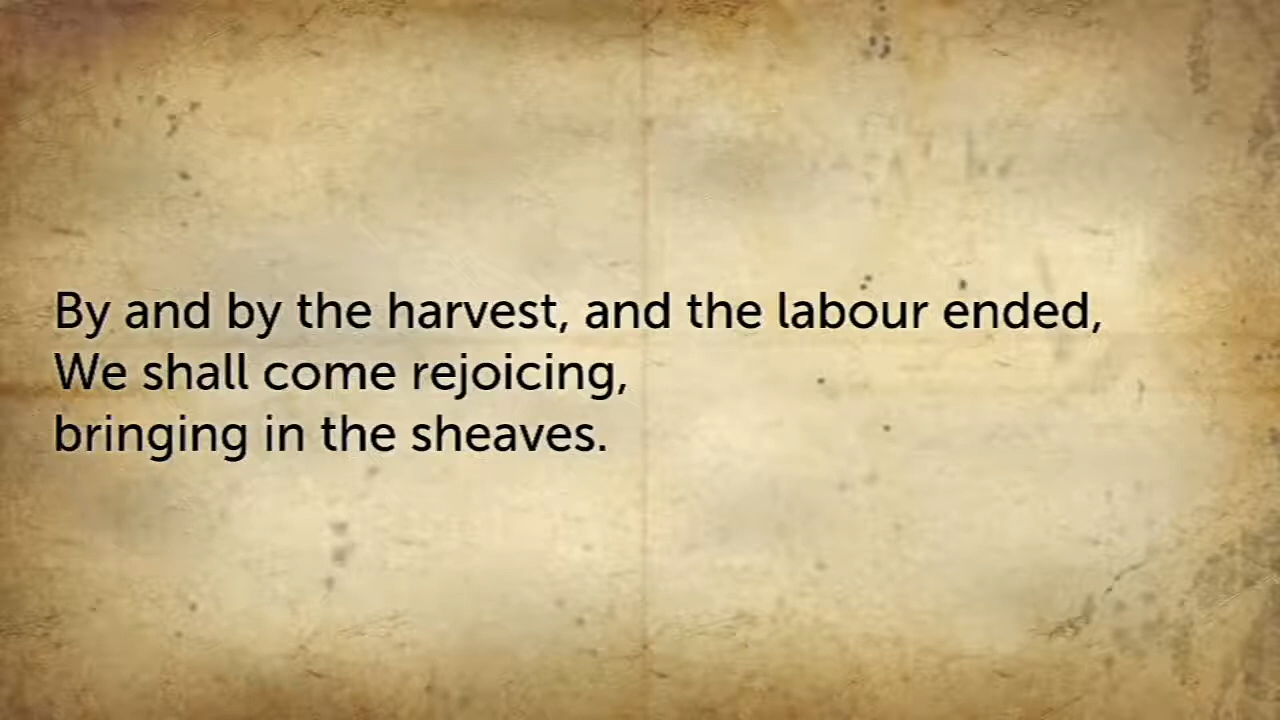 By and by the harvest, and the labour ended,
We shall come rejoicing,
bringing in the sheaves.